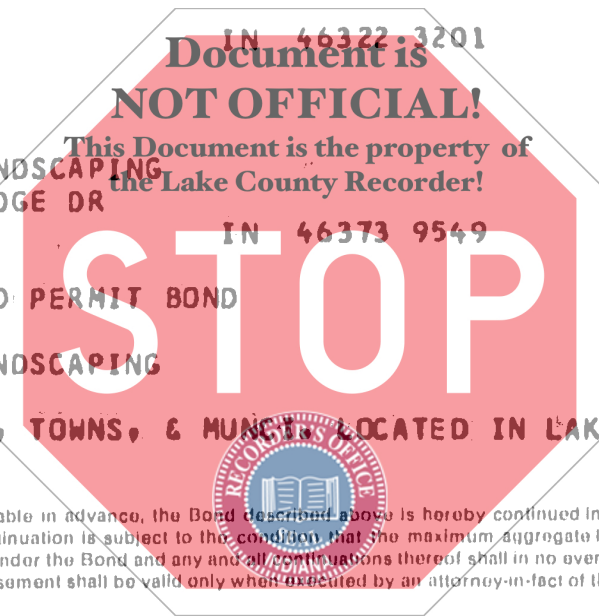 IN 46322 3201
Document is
NOT OFFICIAL!
This Document is the property of
the Lake County Recorder!
NDSCAPING
OGE DR
IN 46373 9549
STOP
O PERMIT BOND
NDSCAPING
, TOWNS, & LOCATED IN LAK
RECORDER'S OFFICE
able in advance, the Bond described above is hereby continued in
tinuation is subject to the condition that the maximum aggregate
nder the Bond and any and all continuations thereof shall in no ever
sement shall be valid only when executed by an attorney-in-fact of th
INDIANA